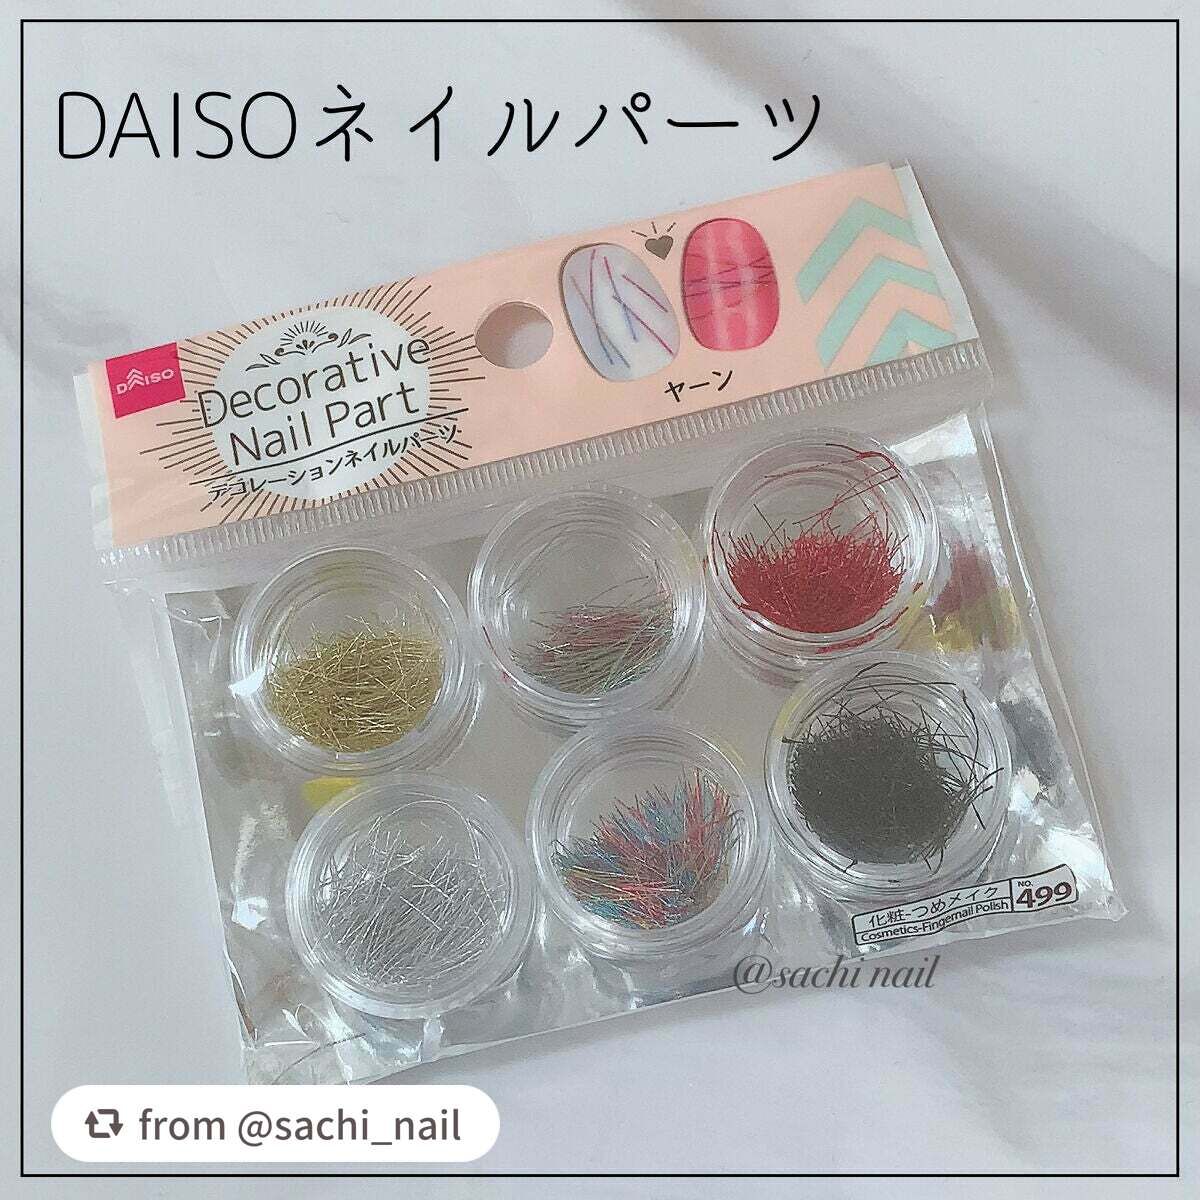 DAISOネイルパーツ
DAISO
Decorative
Nail Part
デコレーションネイルパーツ
ヤーン
化粧-つめメイク
Cosmetics-Fingernail Polish
NO.
499
@sachi nail
from @sachi_nail